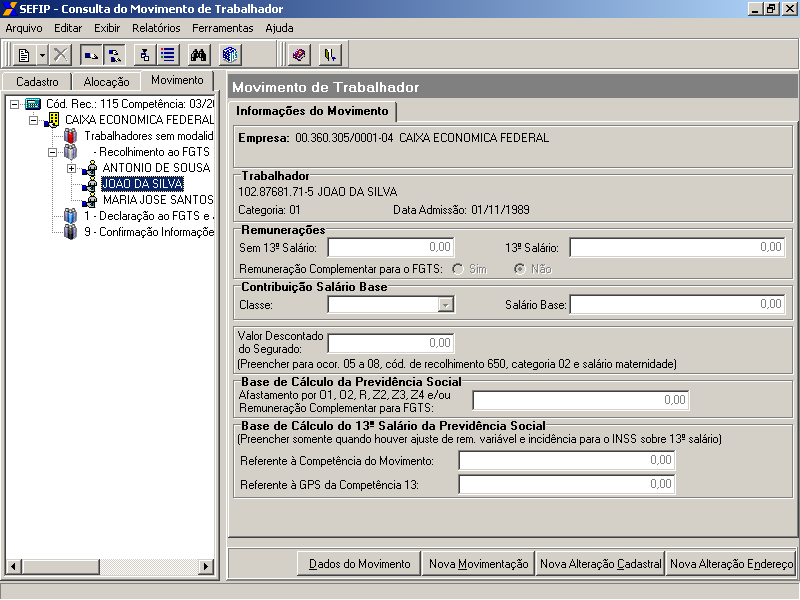 SEFIP - Consulta do Movimento de Trabalhador
Arquivo Editar Exibir Relatórios Ferramentas Ajuda
Cadastro Alocação Movimento
Cód. Rec.: 115 Competência: 03/20
CAIXA ECONOMICA FEDERAL
Trabalhadores sem modalid
- Recolhimento ao FGTS
ANTONIO DE SOUSA
JOAO DA SILVA
MARIA JOSE SANTOS
1 - Declaração ao FGTS e
9 - Confirmação Informaçõe
Movimento de Trabalhador
Informações do Movimento
Empresa: 00.360.305/0001-04 CAIXA ECONOMICA FEDERAL
Trabalhador
102.87681.71-5 JOAO DA SILVA
Categoria: 01 Data Admissão: 01/11/1989
Remunerações
Sem 13º Salário: 0,00 13º Salário: 0,00
Remuneração Complementar para o FGTS: Sim Não
Contribuição Salário Base
Classe: Salário Base: 0,00
Valor Descontado
do Segurado: 0,00
(Preencher para ocor. 05 a 08, cód. de recolhimento 650, categoria 02 e salário maternidade)
Base de Cálculo da Previdência Social
Afastamento por O1, O2, R, Z2, Z3, Z4 e/ou
Remuneração Complementar para FGTS: 0,00
Base de Cálculo do 13º Salário da Previdência Social
(Preencher somente quando houver ajuste de rem. variável e incidência para o INSS sobre 13º salário)
Referente à Competência do Movimento: 0,00
Referente à GPS da Competência 13: 0,00
Dados do Movimento Nova Movimentação Nova Alteração Cadastral Nova Alteração Endereço